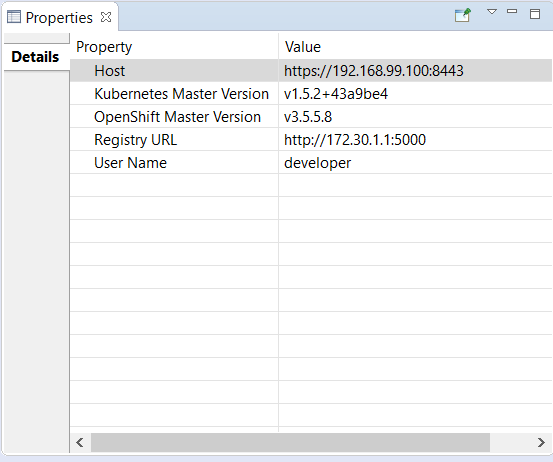 Properties
Details
Property Value
Host https://192.168.99.100:8443
Kubernetes Master Version v1.5.2+43a9be4
OpenShift Master Version v3.5.5.8
Registry URL http://172.30.1.1:5000
User Name developer